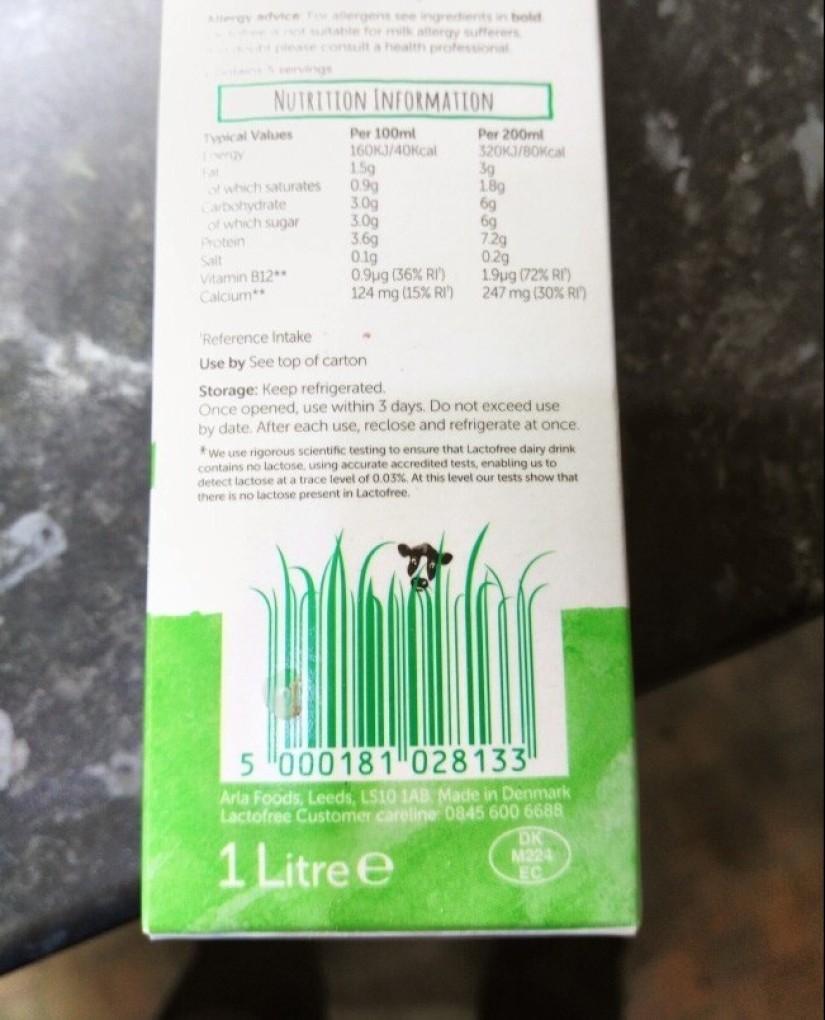 Allergy advice: For allergens see ingredients in bold.
is not suitable for milk allergy sufferers.
doubt please consult a health professional.
Contains 5 servings
NUTRITION INFORMATION
Typical Values Per 100ml Per 200ml
Energy 160KJ/40Kcal 320KJ/80Kcal
Fat 1.5g 3g
of which saturates 0.9g 1.8g
Carbohydrate 3.0g 6g
of which sugar 3.0g 6g
Protein 3.6g 7.2g
Salt 0.1g 0.2g
Vitamin B12** 0.9µg (36% RI¹) 1.9µg (72% RI¹)
Calcium** 124 mg (15% RI¹) 247 mg (30% RI¹)
¹Reference Intake
Use by See top of carton
Storage: Keep refrigerated.
Once opened, use within 3 days. Do not exceed use
by date. After each use, reclose and refrigerate at once.
*We use rigorous scientific testing to ensure that Lactofree dairy drink
contains no lactose, using accurate accredited tests, enabling us to
detect lactose at a trace level of 0.03%. At this level our tests show that
there is no lactose present in Lactofree.
5 000181 028133
Arla Foods, Leeds, LS10 1AB. Made in Denmark
Lactofree Customer careline: 0845 600 6688
1 Litre e
DK
M224
EC